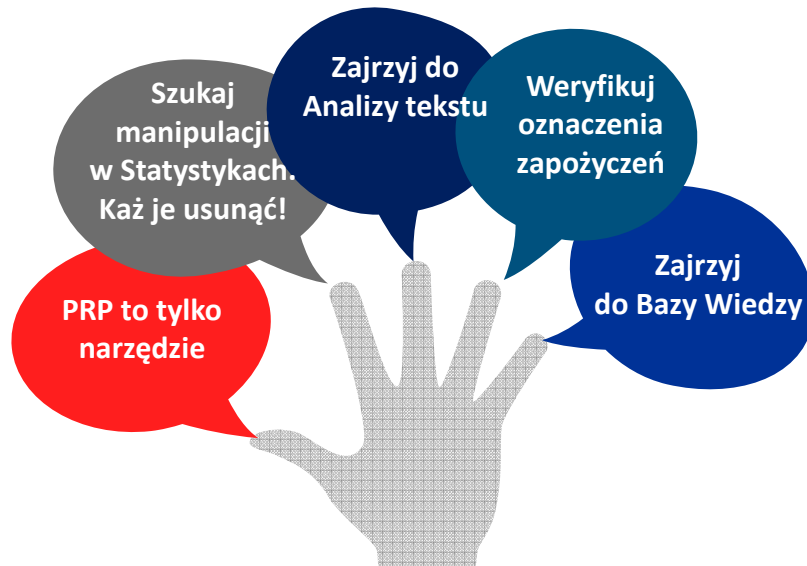 PRP to tylko
narzędzie
Szukaj
manipulacji
w Statystykach.
Każ je usunąć!
Zajrzyj do
Analizy tekstu
Weryfikuj
oznaczenia
zapożyczeń
Zajrzyj
do Bazy Wiedzy